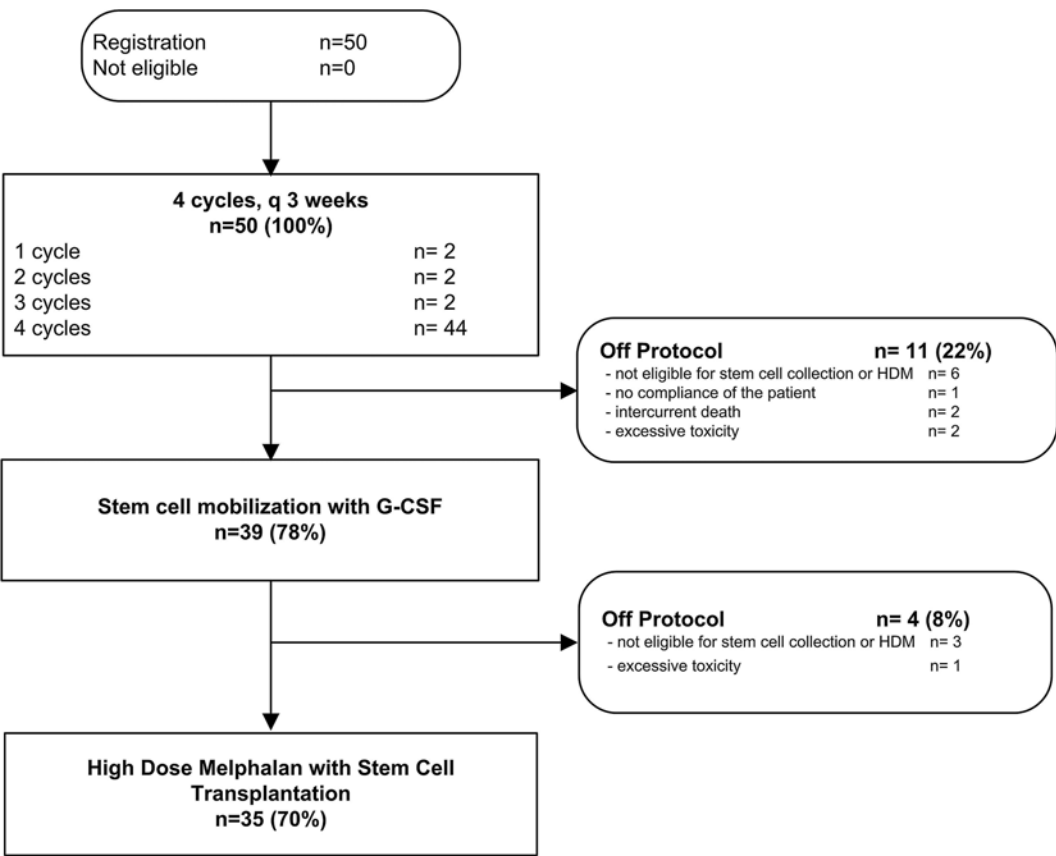 Registration n=50
Not eligible n=0
4 cycles, q 3 weeks
n=50 (100%)
1 cycle n= 2
2 cycles n= 2
3 cycles n= 2
4 cycles n= 44
Off Protocol n= 11 (22%)
- not eligible for stem cell collection or HDM n= 6
- no compliance of the patient n= 1
- intercurrent death n= 2
- excessive toxicity n= 2
Stem cell mobilization with G-CSF
n=39 (78%)
Off Protocol n= 4 (8%)
- not eligible for stem cell collection or HDM n= 3
- excessive toxicity n= 1
High Dose Melphalan with Stem Cell
Transplantation
n=35 (70%)